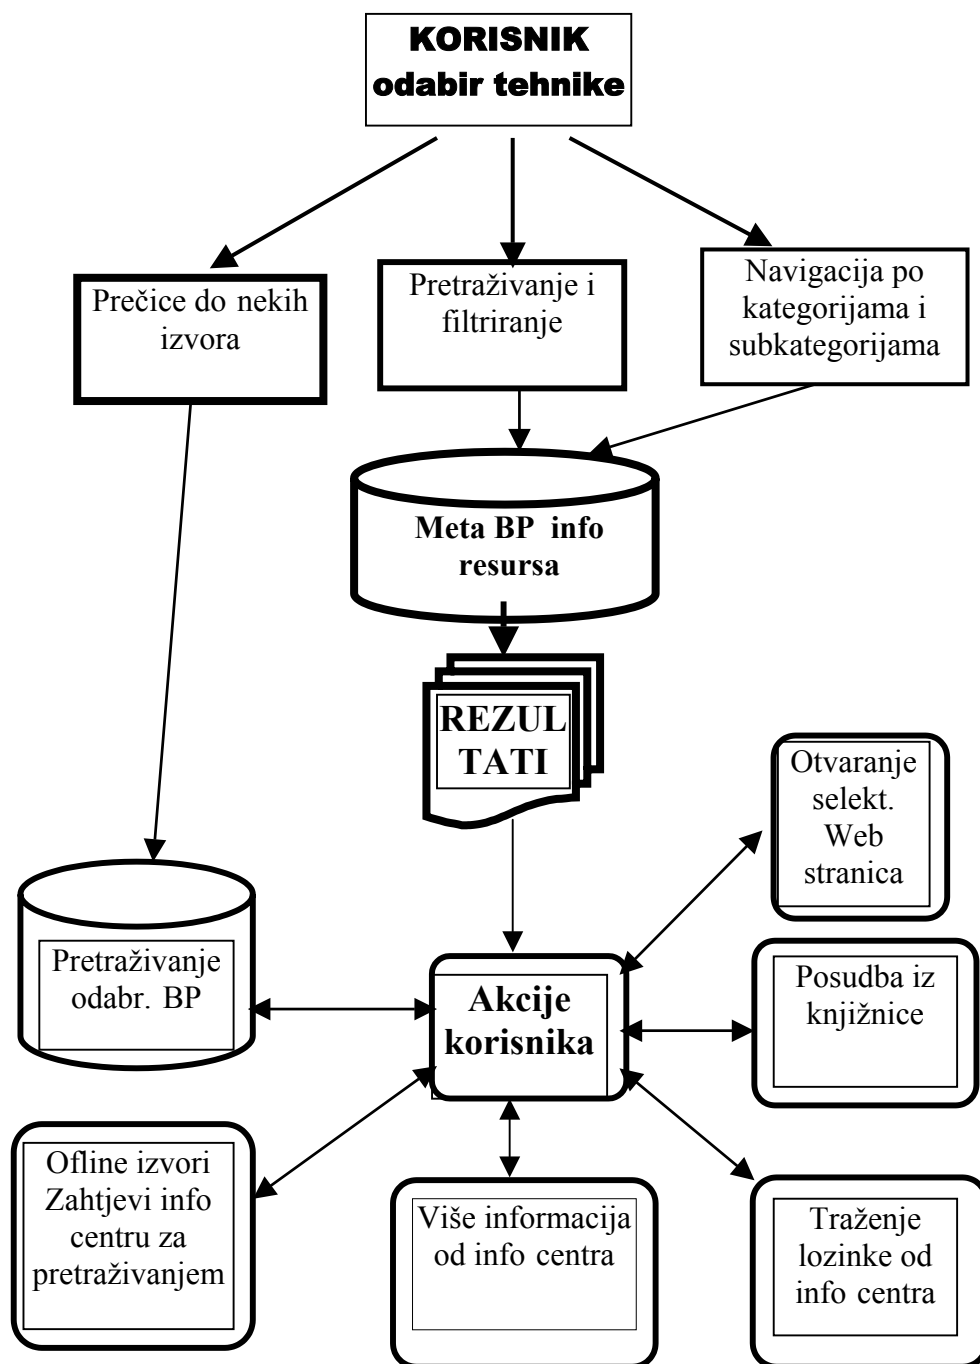 KORISNIK
odabir tehnike
Prečice do nekih
izvora
Pretraživanje i
filtriranje
Navigacija po
kategorijama i
subkategorijama
Meta BP info
resursa
REZUL
TATI
Otvaranje
selekt.
Web
stranica
Pretraživanje
odabr. BP
Akcije
korisnika
Posudba iz
knjižnice
Ofline izvori
Zahtjevi info
centru za
pretraživanjem
Više informacija
od info centra
Traženje
lozinke od
info centra